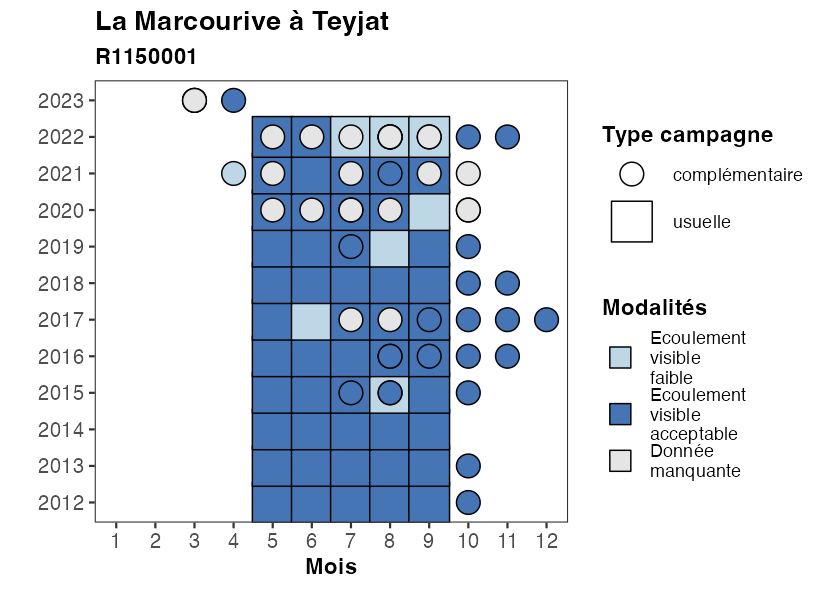 La Marcourive à Teyjat
R1150001
2023
2022
2021
2020
2019
2018
2017
2016
2015
2014
2013
2012
1 2 3 4 5 6 7 8 9 10 11 12
Mois
Type campagne
complémentaire
usuelle
Modalités
Ecoulement
visible
faible
Ecoulement
visible
acceptable
Donnée
manquante